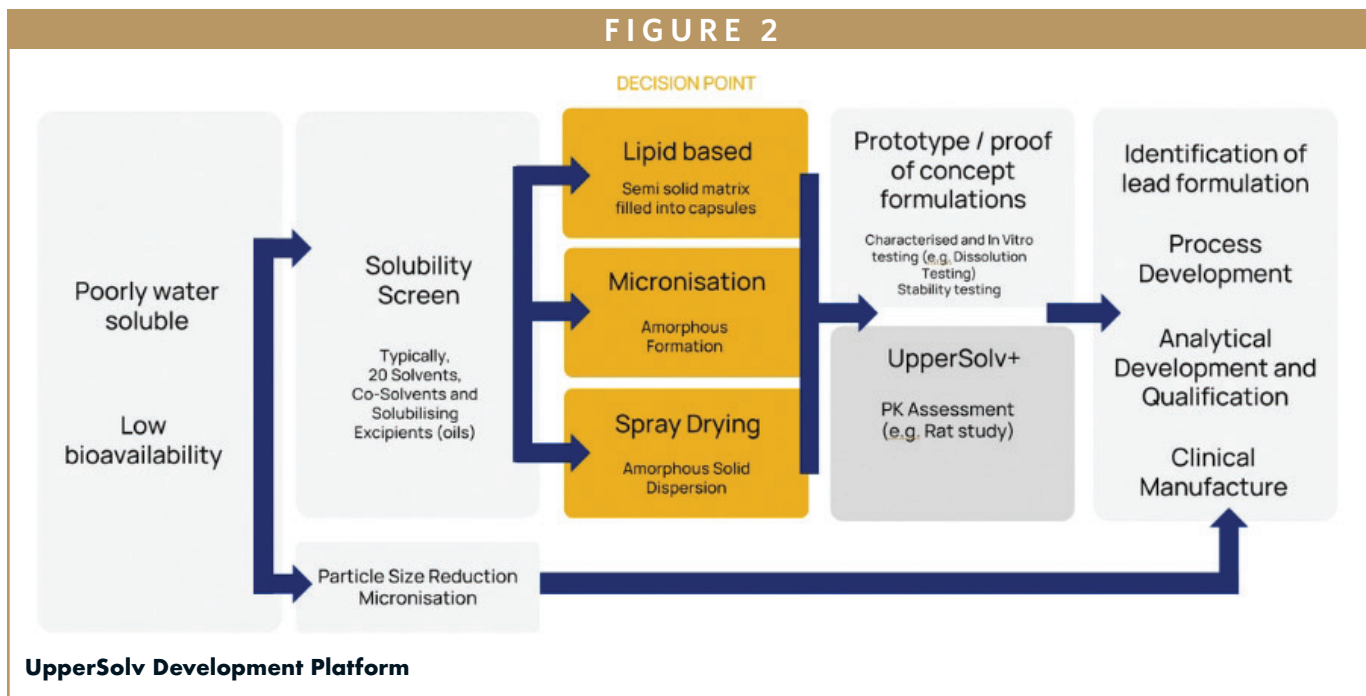 FIGURE 2
DECISION POINT
Poorly water
soluble
Low
bioavailability
Solubility
Screen
Typically,
20 Solvents,
Co-Solvents and
Solubilising
Excipients (oils)
Particle Size Reduction
Micronisation
Lipid based
Semi solid matrix
filled into capsules
Micronisation
Amorphous
Formation
Spray Drying
Amorphous Solid
Dispersion
Prototype / proof
of concept
formulations
Characterised and In Vitro
testing (e.g. Dissolution
Testing)
Stability testing
UpperSolv+
PK Assessment
(e.g. Rat study)
Identification of
lead formulation
Process
Development
Analytical
Development and
Qualification
Clinical
Manufacture
UpperSolv Development Platform